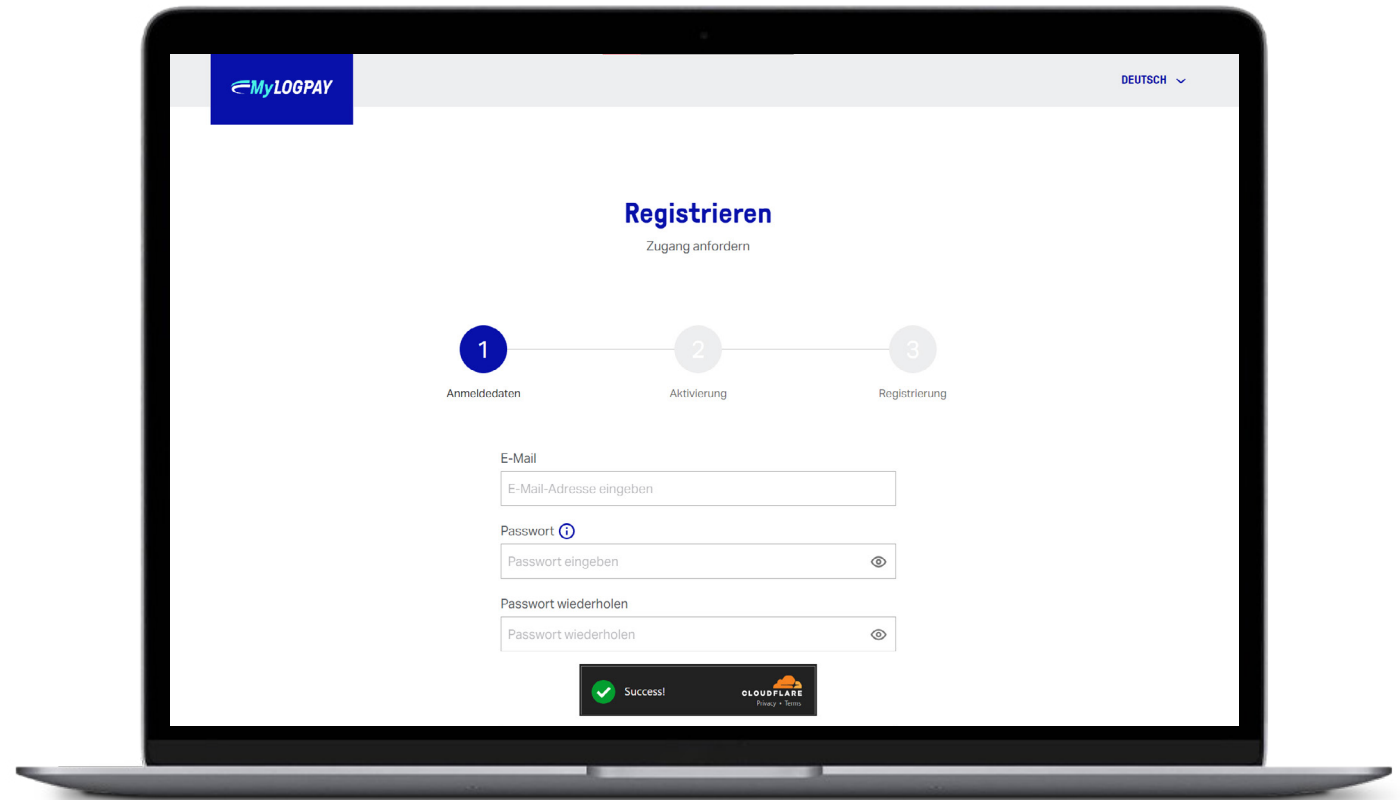 MyLOGPAY
DEUTSCH
Registrieren
Zugang anfordern
1
2
3
Anmeldedaten
Aktivierung
Registrierung
E-Mail
E-Mail-Adresse eingeben
Passwort
Passwort eingeben
Passwort wiederholen
Passwort wiederholen
Success!
CLOUDFLARE
Privacy • Terms